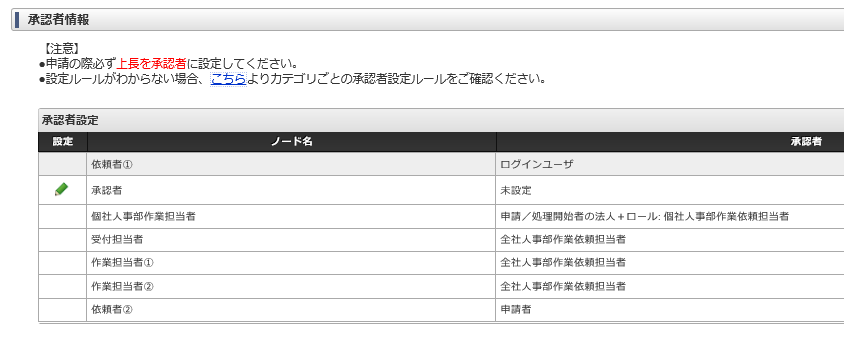 承認者情報
【注意】
●申請の際必ず上長を承認者に設定してください。
●設定ルールがわからない場合、こちらよりカテゴリごとの承認者設定ルールをご確認ください。
承認者設定
設定 ノード名 承認者
依頼者① ログインユーザ
承認者 未設定
個社人事部作業担当者 申請／処理開始者の法人＋ロール: 個社人事部作業依頼担当者
受付担当者 全社人事部作業依頼担当者
作業担当者① 全社人事部作業依頼担当者
作業担当者② 全社人事部作業依頼担当者
依頼者② 申請者